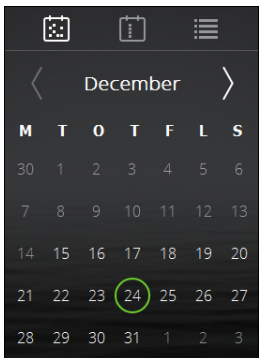 December
M T O T F L S
30 1 2 3 4 5 6
7 8 9 10 11 12 13
14 15 16 17 18 19 20
21 22 23 24 25 26 27
28 29 30 31 1 2 3